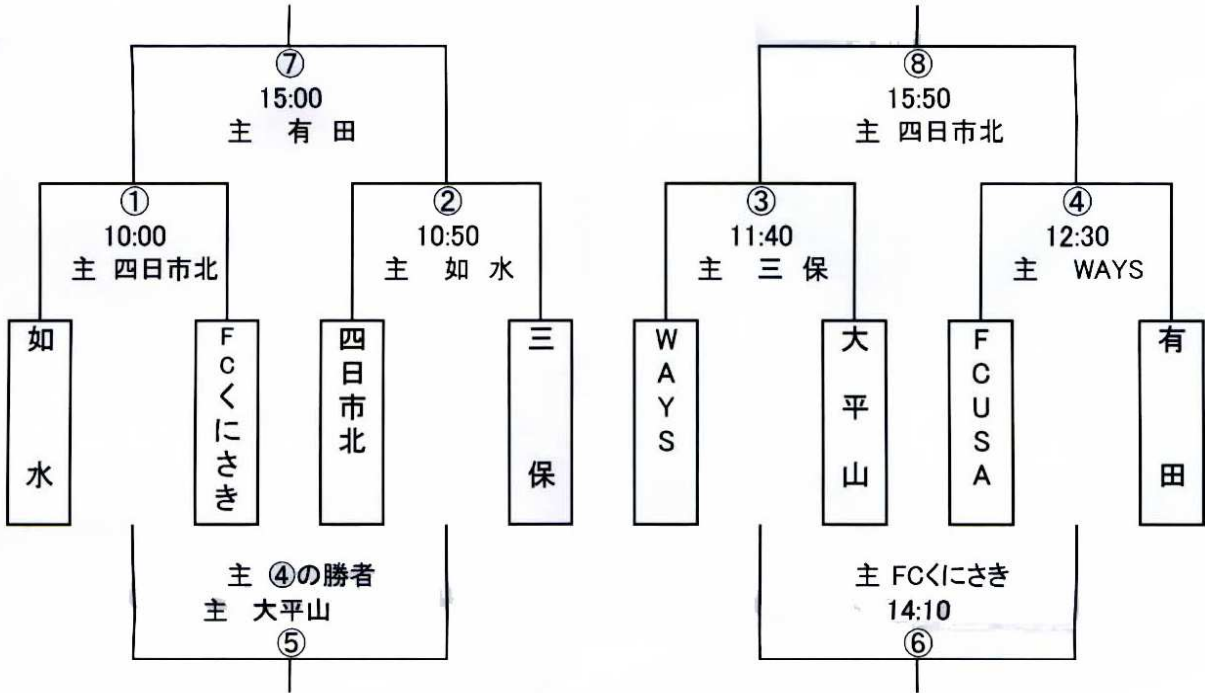 ⑦
15:00
主 有 田
⑧
15:50
主 四日市北
①
10:00
主 四日市北
②
10:50
主 如 水
③
11:40
主 三 保
④
12:30
主 WAYS
如水
FCくにさき
四日市北
三保
WAYS
大平山
FCUSA
有田
主 ④の勝者
主 大平山
⑤
主 FCくにさき
14:10
⑥